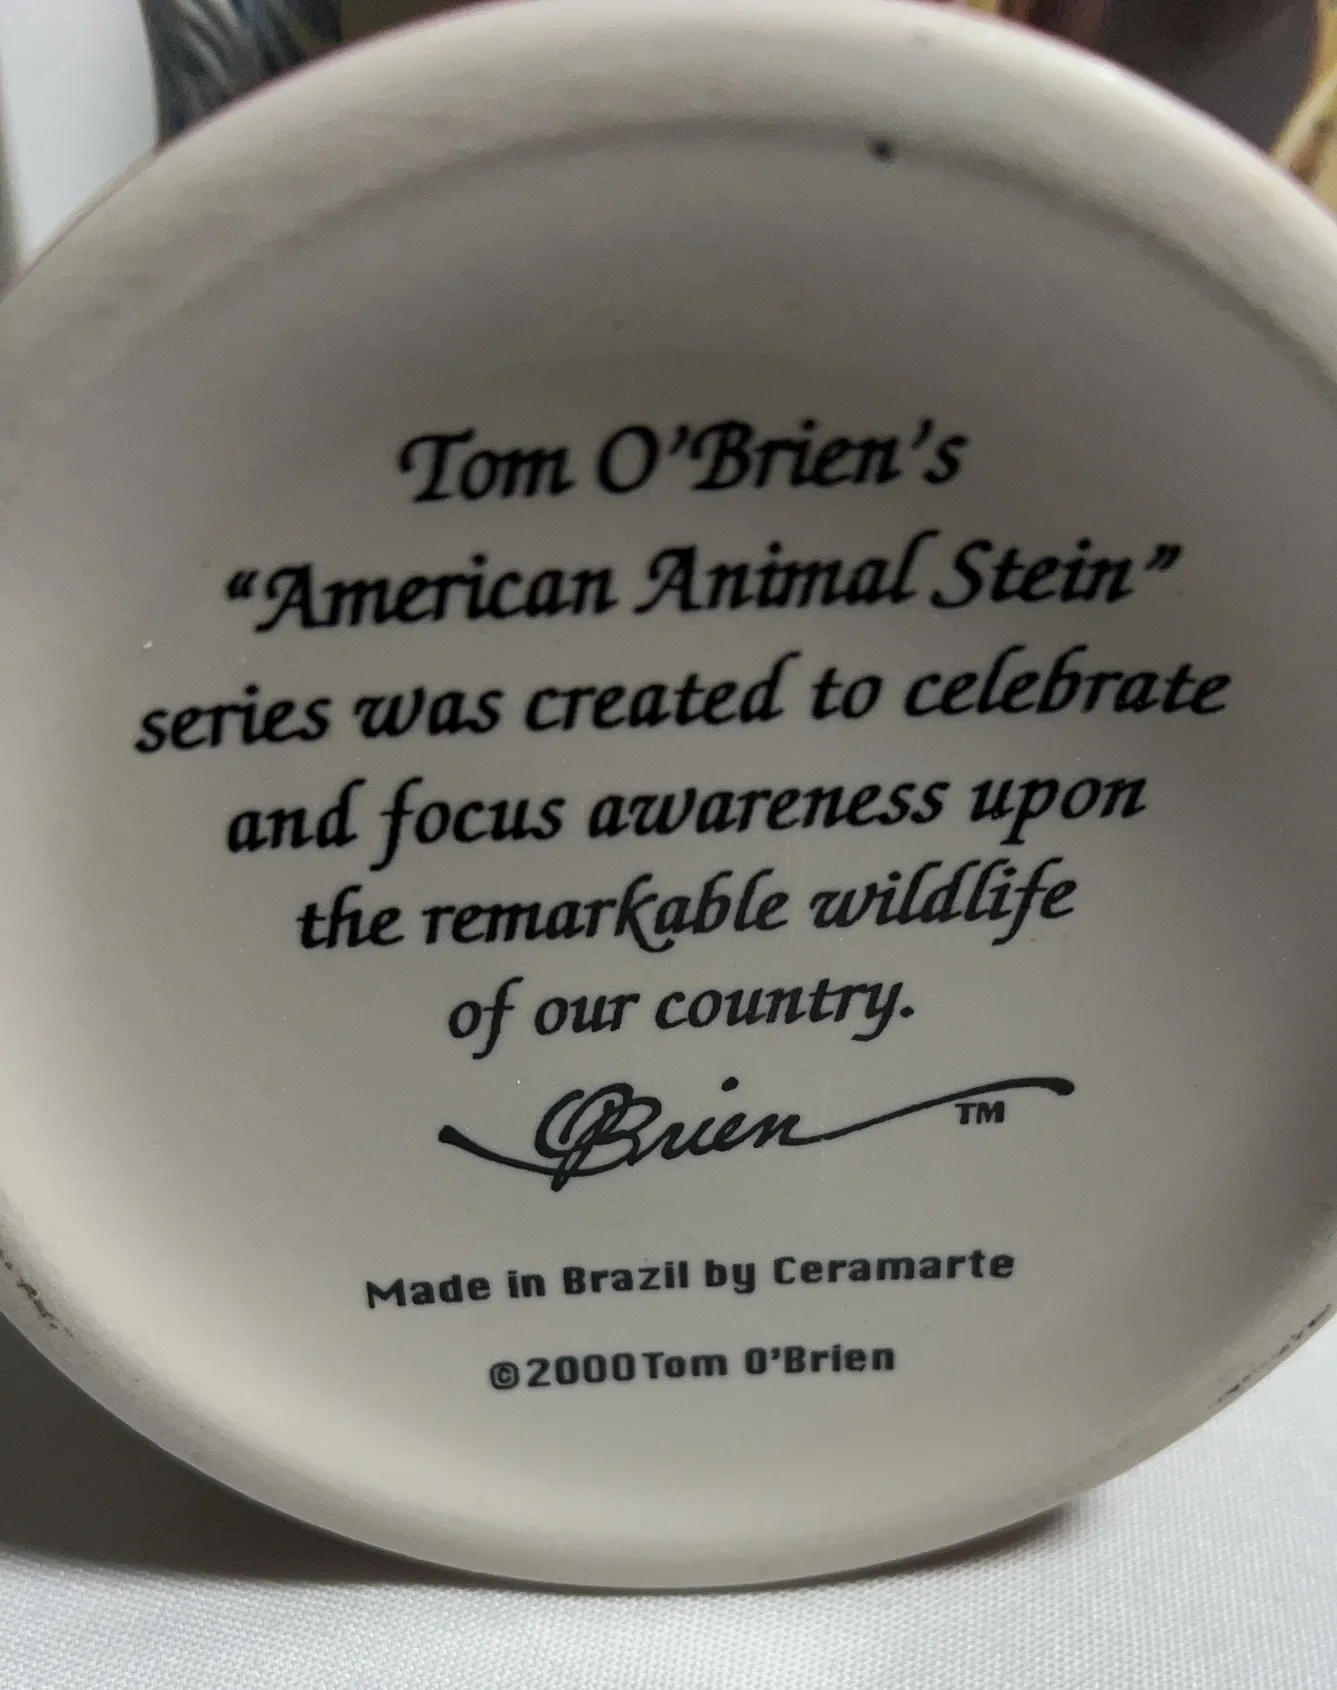 Tom O’Brien’s
“American Animal Stein”
series was created to celebrate
and focus awareness upon
the remarkable wildlife
of our country.
O'Brien ™
Made in Brazil by Ceramarte
©2000 Tom O’Brien